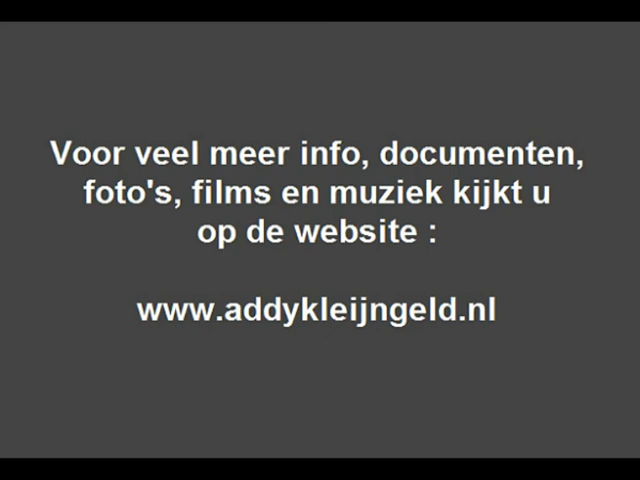 Voor veel meer info, documenten,
foto's, films en muziek kijkt u
op de website :
www.addykleijngeld.nl